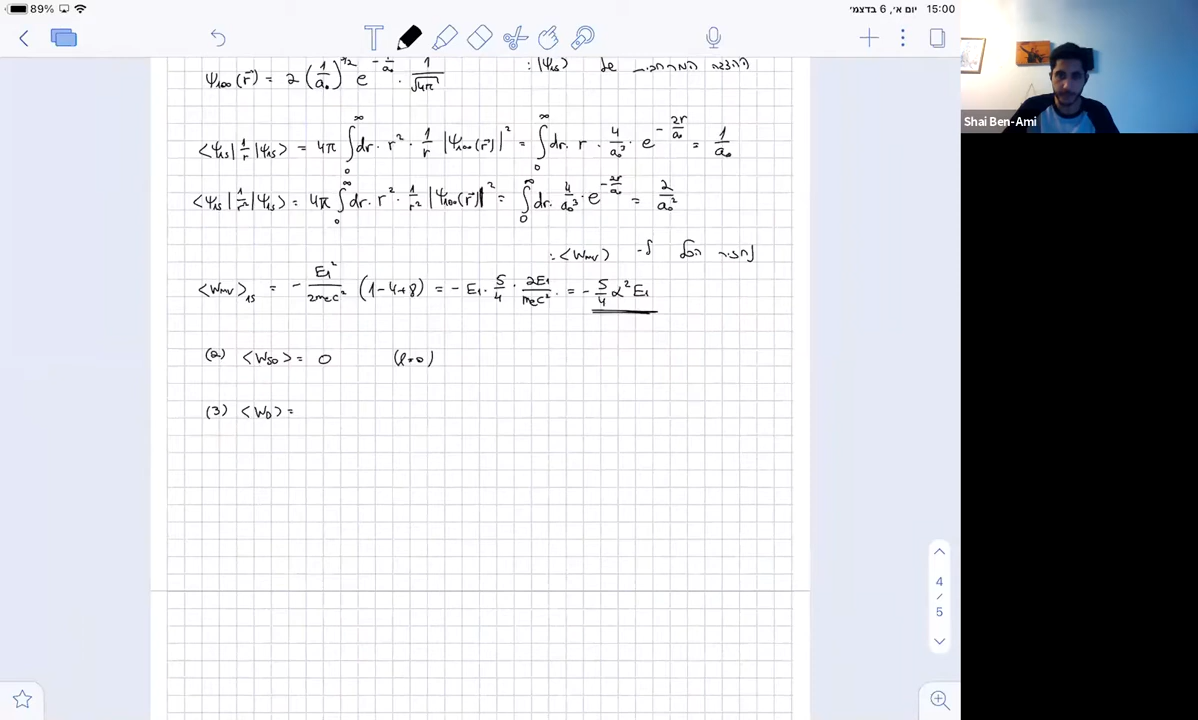 89% יום א׳, 6 בדצמ׳ 15:00
Shai Ben-Ami
ψ₁₀₀(r⃗) = 2 (1/a₀)^(3/2) e^(-r/a₀) · 1/√4π :|ψ₁s⟩ של
⟨ψ₁s| 1/r |ψ₁s⟩ = 4π ∫₀^∞ dr · r² · 1/r |ψ₁₀₀(r⃗)|² = ∫₀^∞ dr · r · 4/a₀³ · e^(-2r/a₀) = 1/a₀
⟨ψ₁s| 1/r² |ψ₁s⟩ = 4π ∫₀^∞ dr · r² · 1/r² |ψ₁₀₀(r⃗)|² = ∫₀^∞ dr · 4/a₀³ · e^(-2r/a₀) = 2/a₀²
נחזיר הכל ל- ⟨W_mv⟩:
⟨W_mv⟩₁s = - E₁²/2mec² (1-4+8) = - E₁ · 5/4 · 2E₁/mec² = - 5/4 α² E₁
(2) ⟨W_SO⟩ = 0 (l=0)
(3) ⟨W_D⟩ =
4
/
5